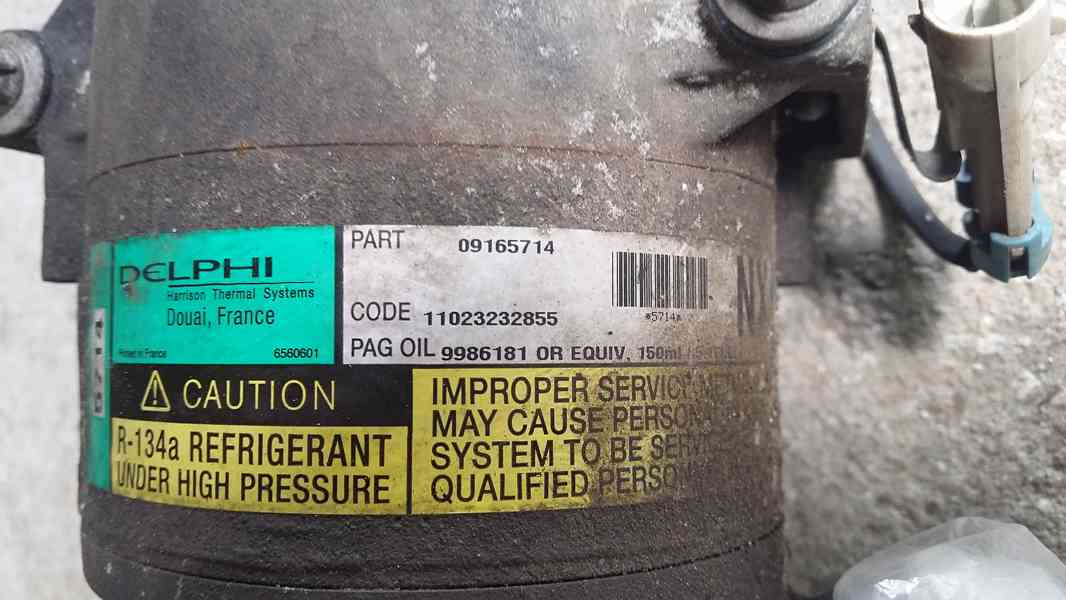 DELPHI
Harrison Thermal Systems
Douai, France
Printed in France 6560601
5714
PART 09165714
*5714*
CODE 11023232855
PAG OIL 9986181 OR EQUIV, 150ml /
CAUTION
R-134a REFRIGERANT
UNDER HIGH PRESSURE
IMPROPER SERVICE
MAY CAUSE
SYSTEM TO BE
QUALIFIED